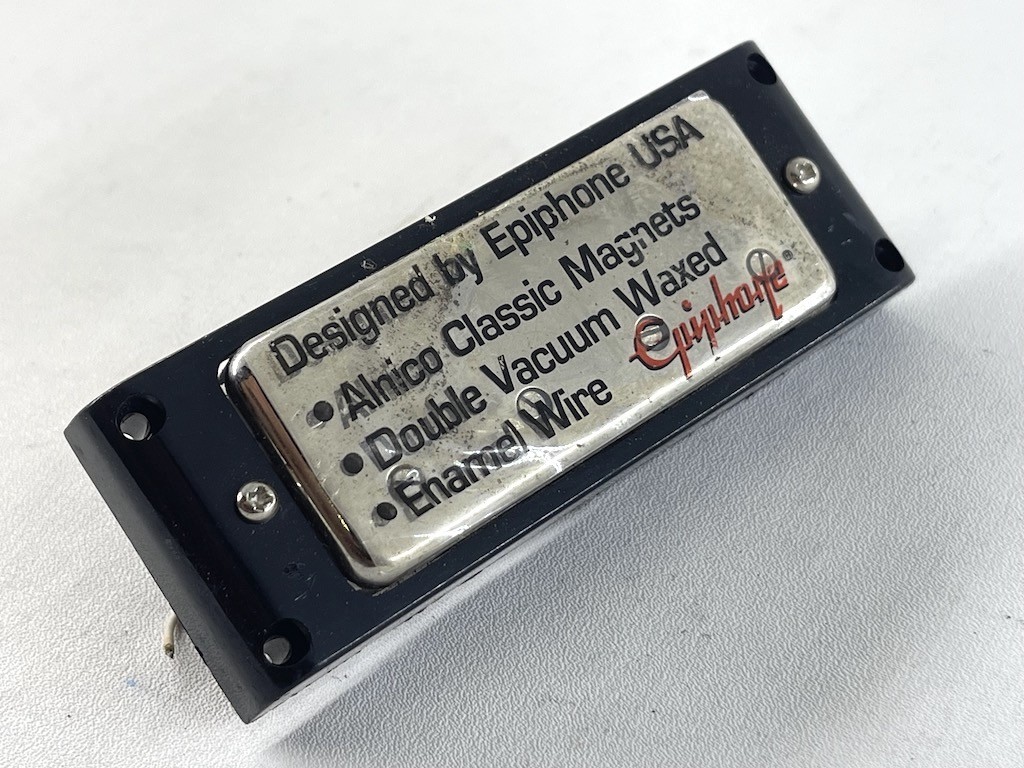 Designed by Epiphone USA
• Alnico Classic Magnets
• Double Vacuum Waxed
• Enamel Wire
Epiphone